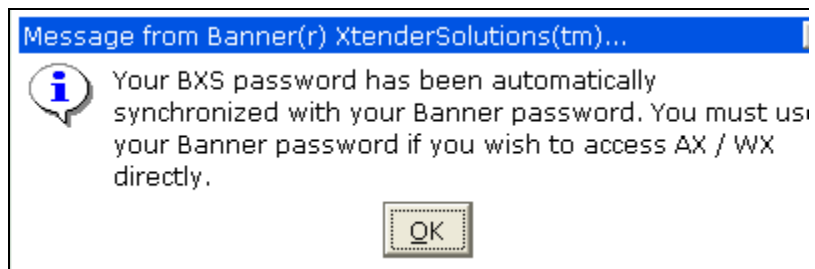 Message from Banner(r) XtenderSolutions(tm)...
Your BXS password has been automatically
synchronized with your Banner password. You must us
your Banner password if you wish to access AX / WX
directly.
OK